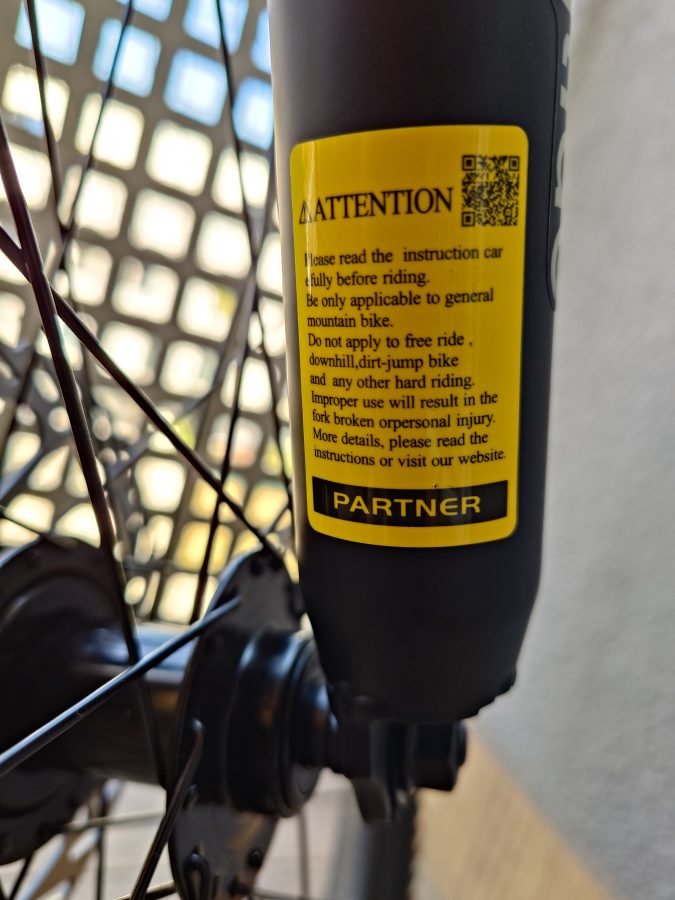 ⚠ATTENTION
Please read the instruction car
efully before riding.
Be only applicable to general
mountain bike.
Do not apply to free ride ,
downhill,dirt-jump bike
and any other hard riding.
Improper use will result in the
fork broken orpersonal injury.
More details, please read the
instructions or visit our website.
PARTNER